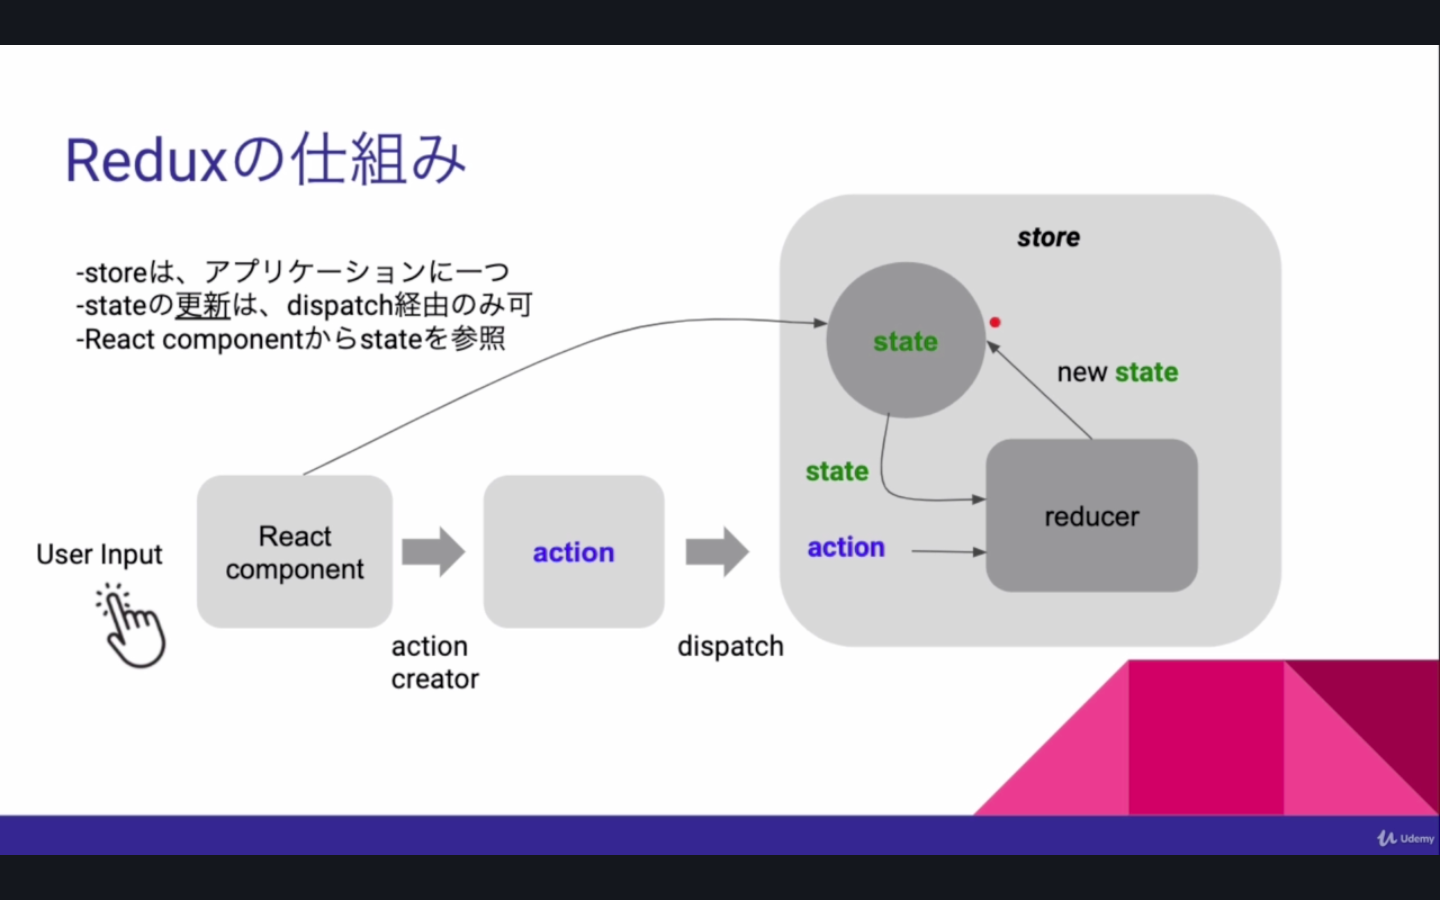 Reduxの仕組み
-storeは、アプリケーションに一つ
-stateの更新は、dispatch経由のみ可
-React componentからstateを参照
store
state
new state
state
reducer
action
User Input
React
component
action
action
creator
dispatch
Udemy